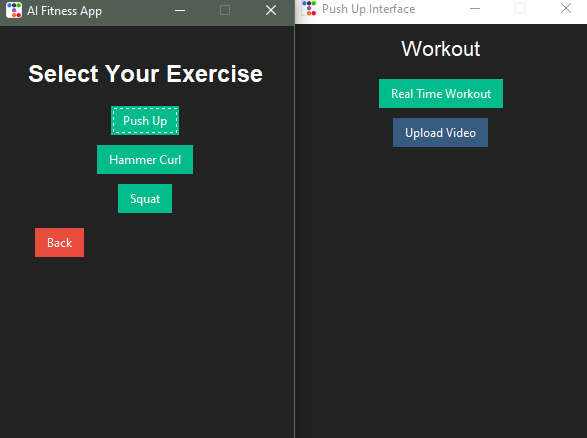 AI Fitness App
Select Your Exercise
Push Up
Hammer Curl
Squat
Back
Push Up Interface
Workout
Real Time Workout
Upload Video